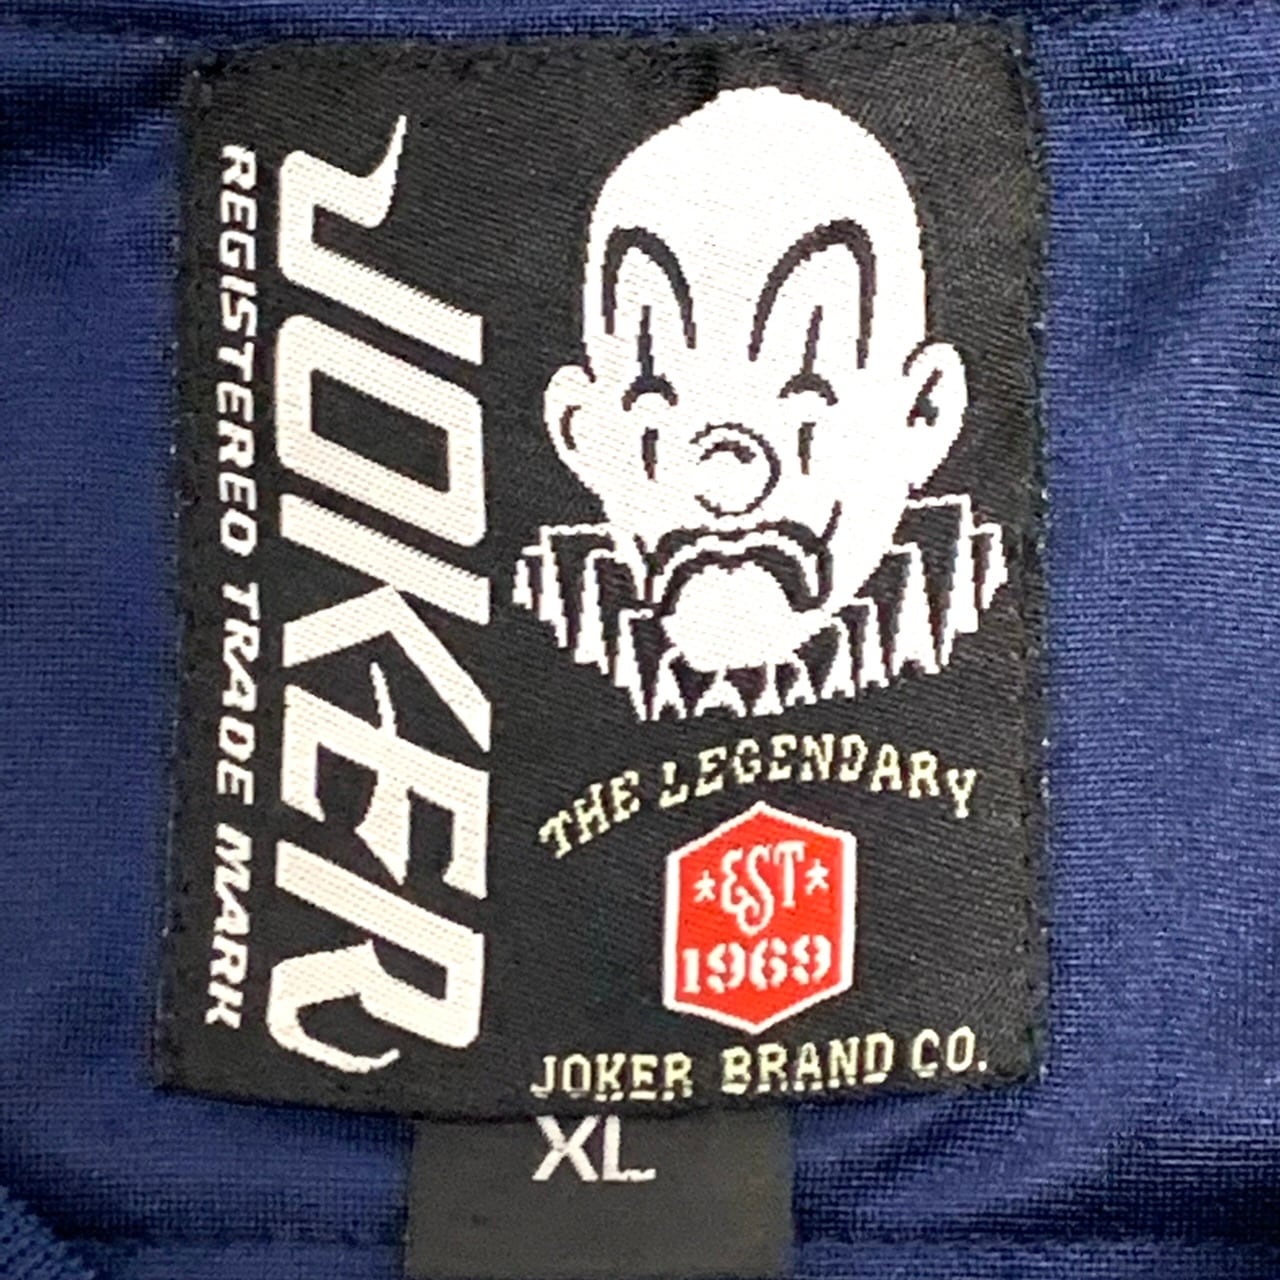 JOKER
REGISTERED TRADE MARK
THE LEGENDARY
*EST*
1969
JOKER BRAND CO.
XL